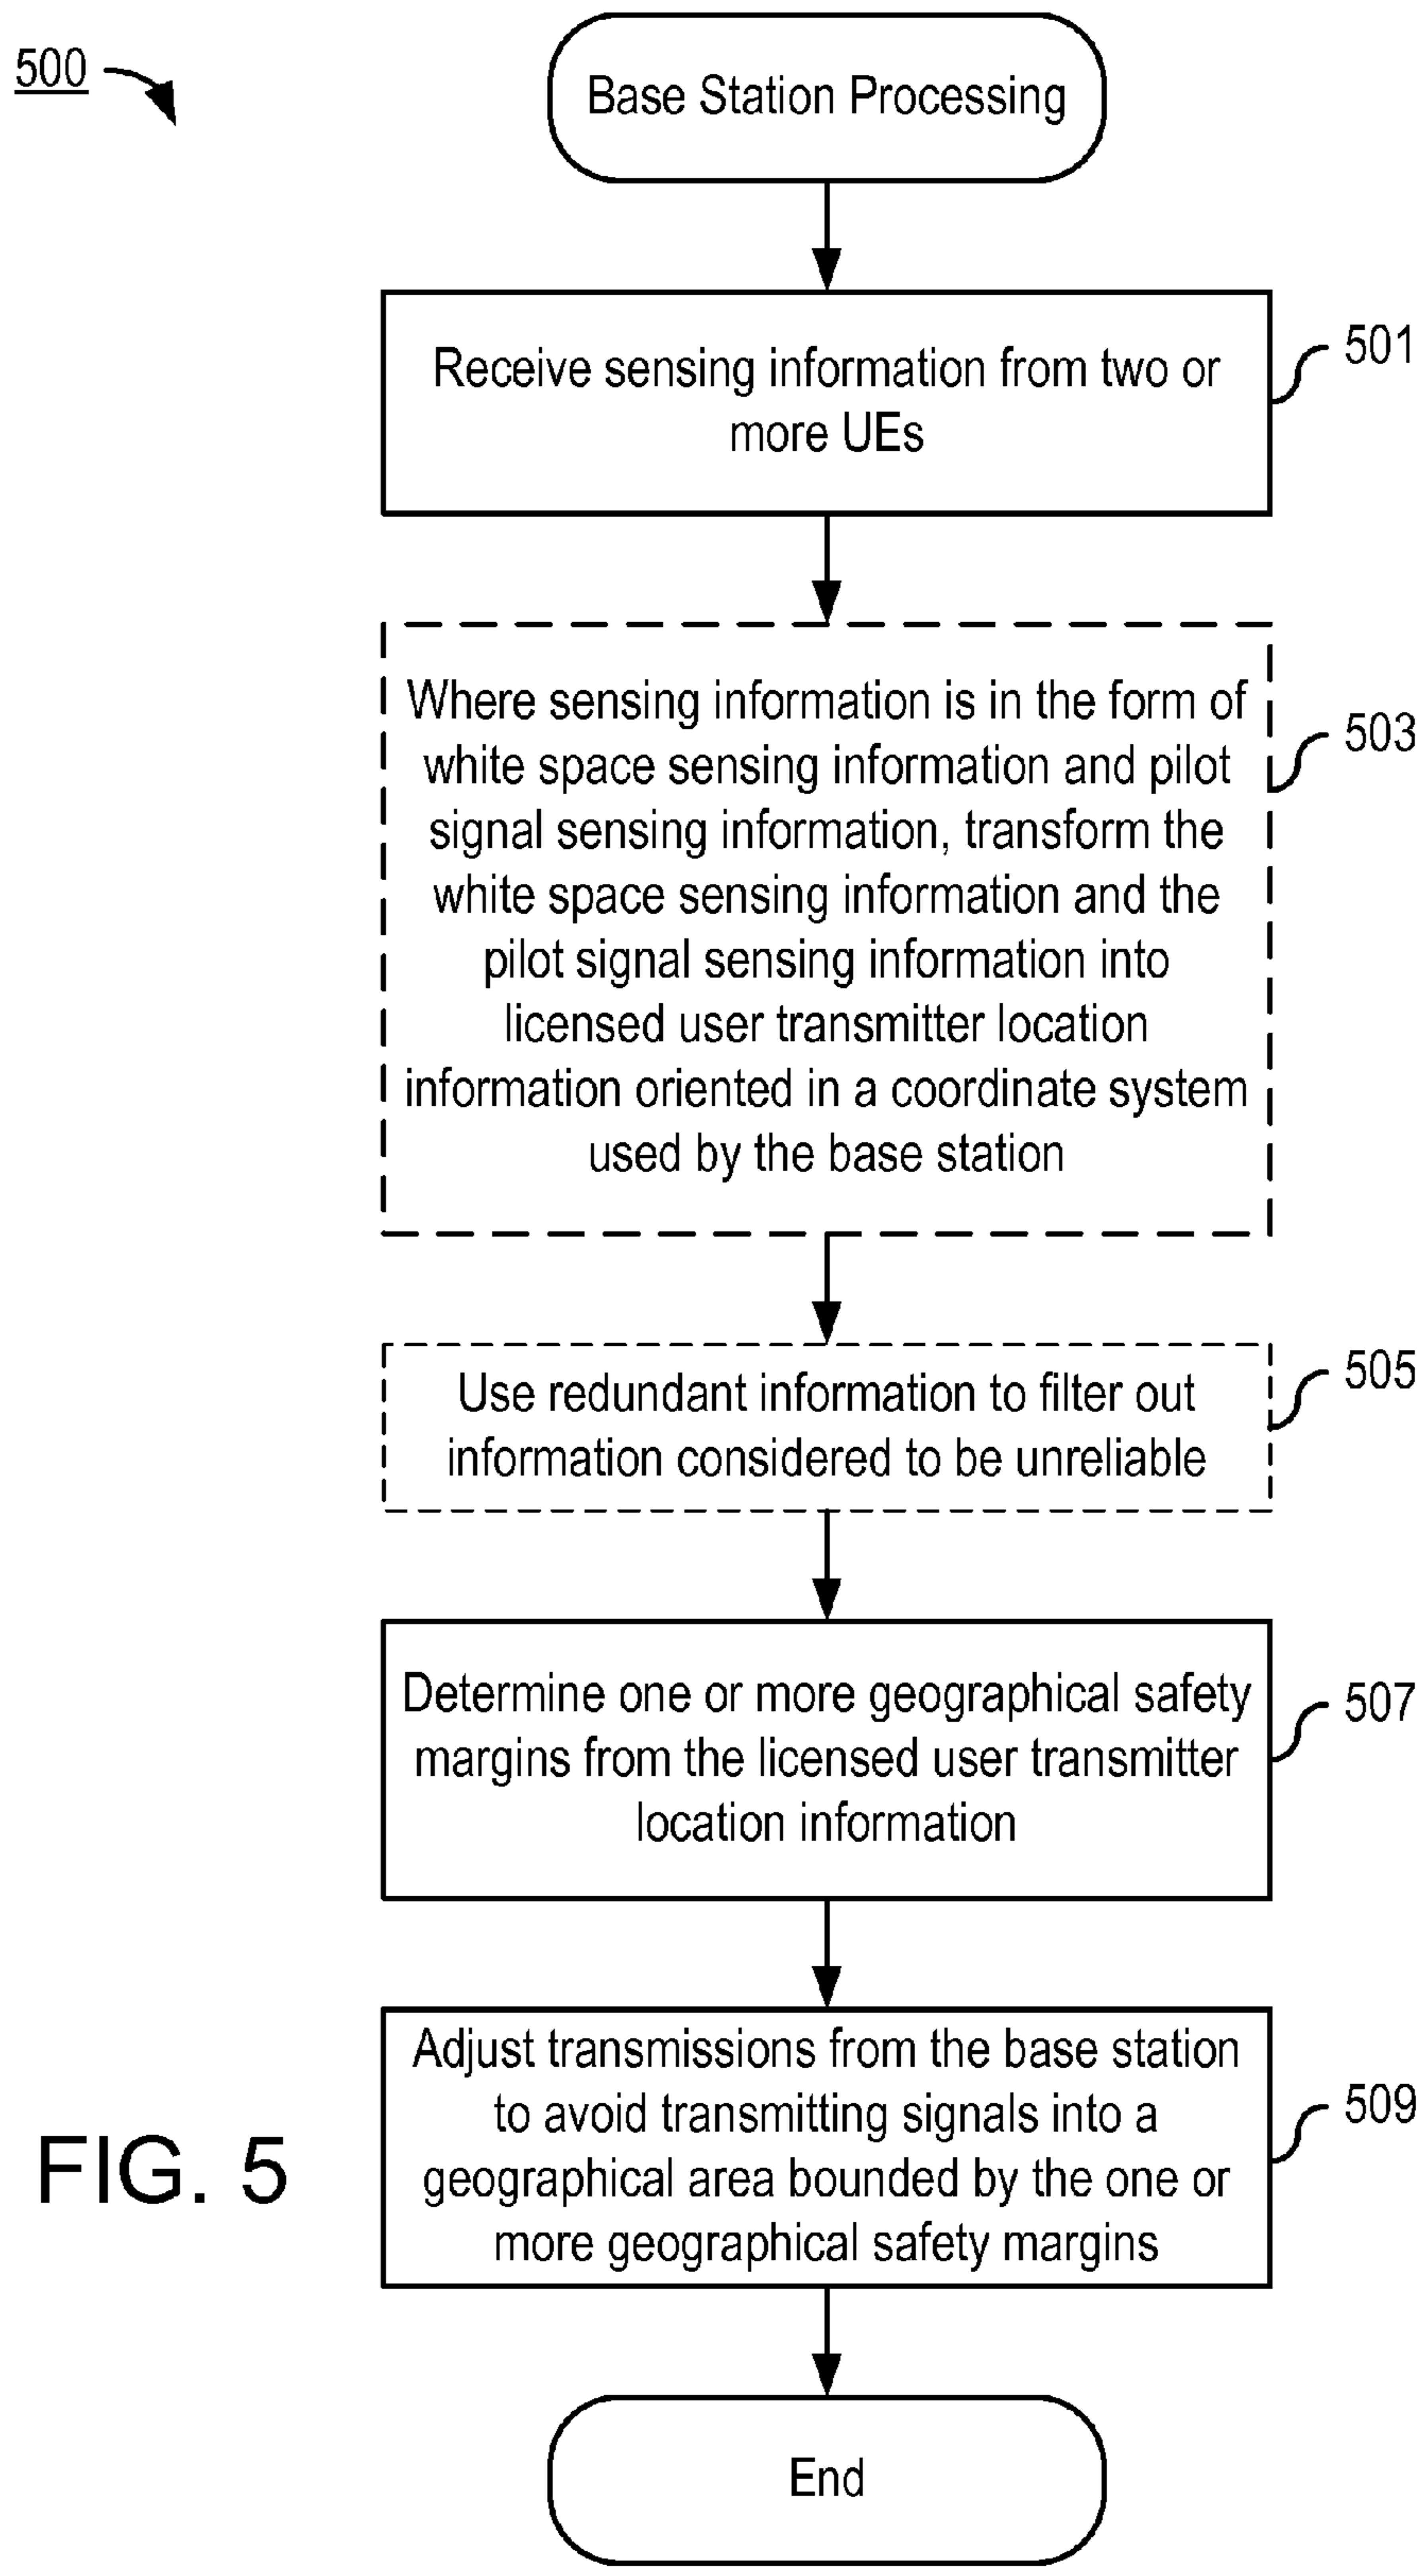 500
Base Station Processing
Receive sensing information from two or
more UEs
501
Where sensing information is in the form of
white space sensing information and pilot
signal sensing information, transform the
white space sensing information and the
pilot signal sensing information into
licensed user transmitter location
information oriented in a coordinate system
used by the base station
503
Use redundant information to filter out
information considered to be unreliable
505
Determine one or more geographical safety
margins from the licensed user transmitter
location information
507
Adjust transmissions from the base station
to avoid transmitting signals into a
geographical area bounded by the one or
more geographical safety margins
509
FIG. 5
End